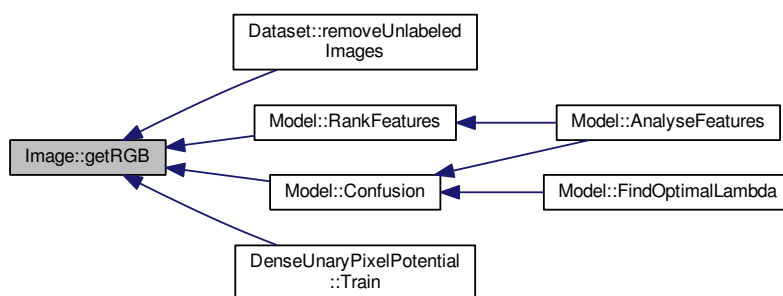 Dataset::removeUnlabeled
Images
Model::RankFeatures
Model::AnalyseFeatures
Image::getRGB
Model::Confusion
Model::FindOptimalLambda
DenseUnaryPixelPotential
::Train